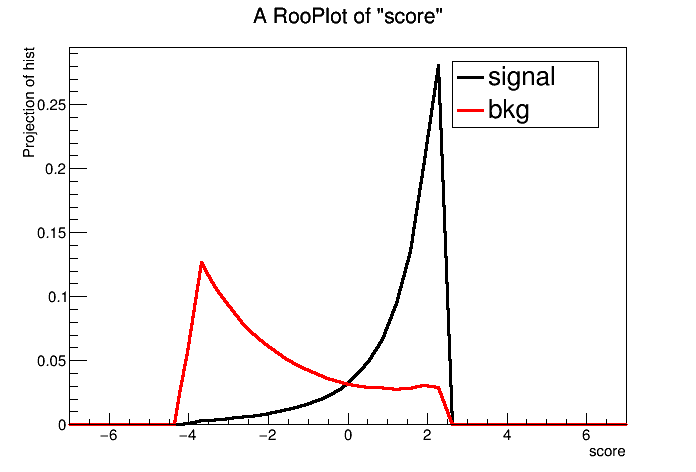 A RooPlot of "score"
Projection of hist
signal
bkg
0.25
0.2
0.15
0.1
0.05
0
−6 −4 −2 0 2 4 6
score